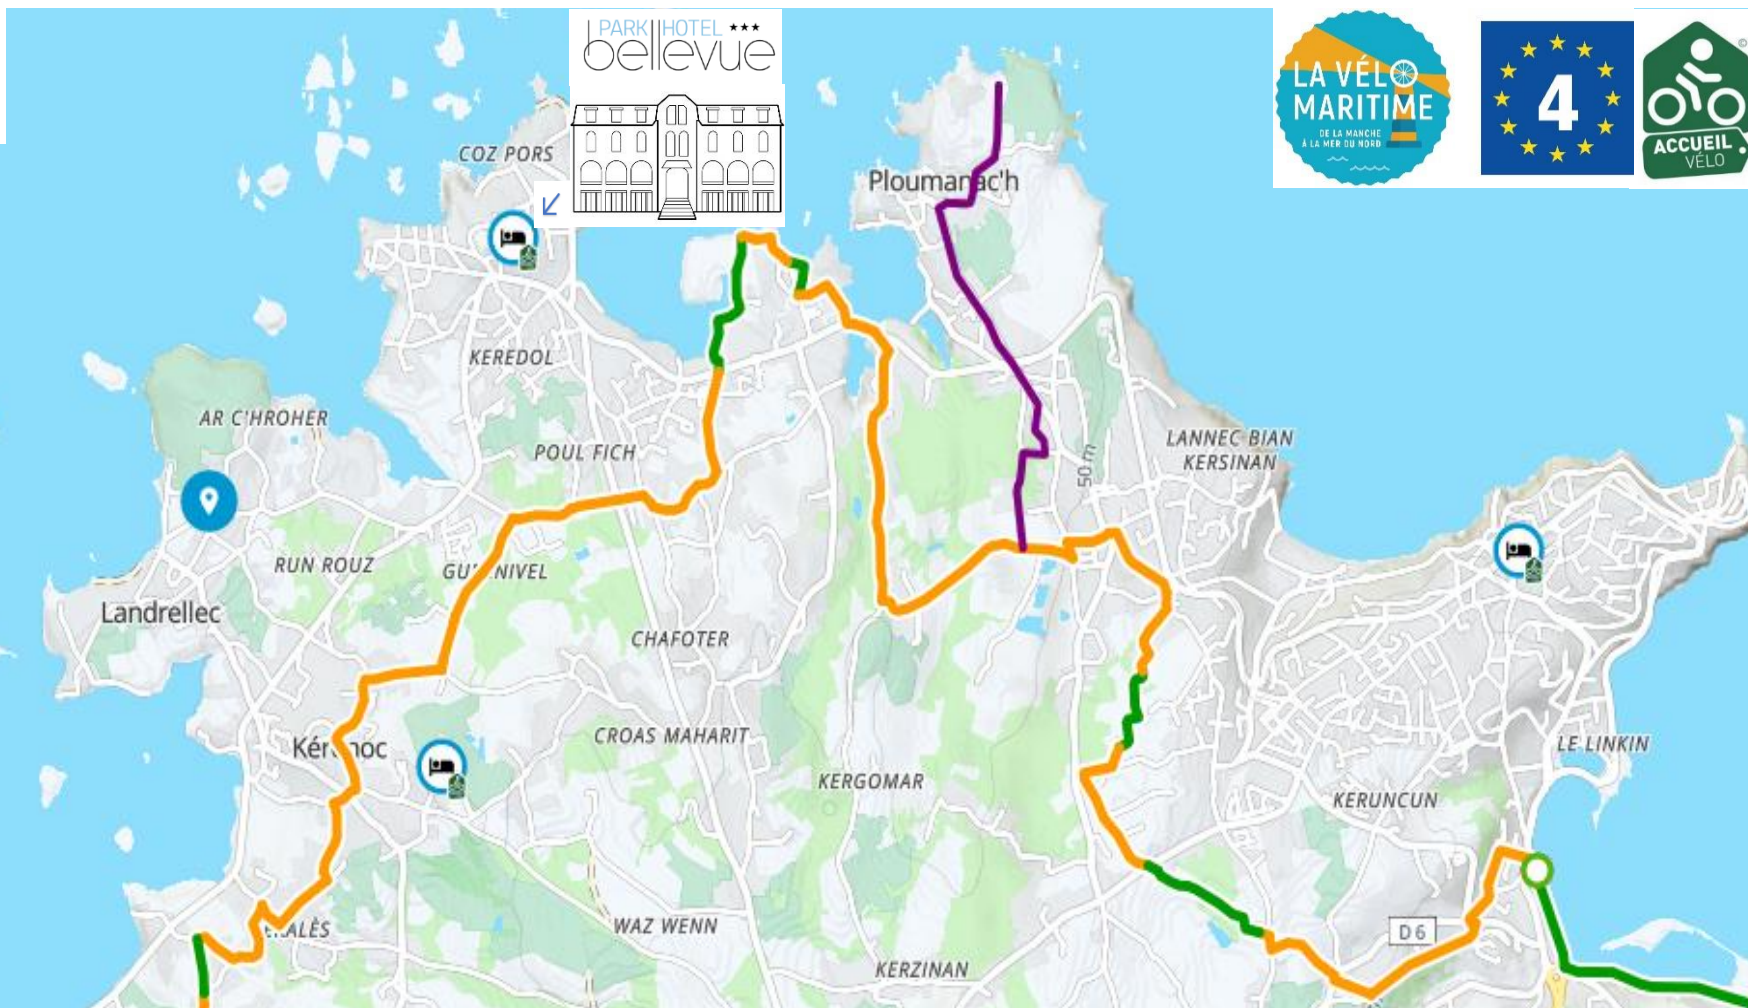 PARK HOTEL ★★★
bellevue
LA VÉLO
MARITIME
DE LA MANCHE
À LA MER DU NORD
4
©
ACCUEIL
VÉLO
COZ PORS
Ploumanac'h
KEREDOL
AR C'HROHER
POUL FICH
LANNEC BIAN
KERSINAN
50 m
RUN ROUZ
NIVEL
Landrellec
CHAFOTER
CROAS MAHARIT
LE LINKIN
KERGOMAR
KERUNCUN
WAZ WENN
D 6
KERZINAN